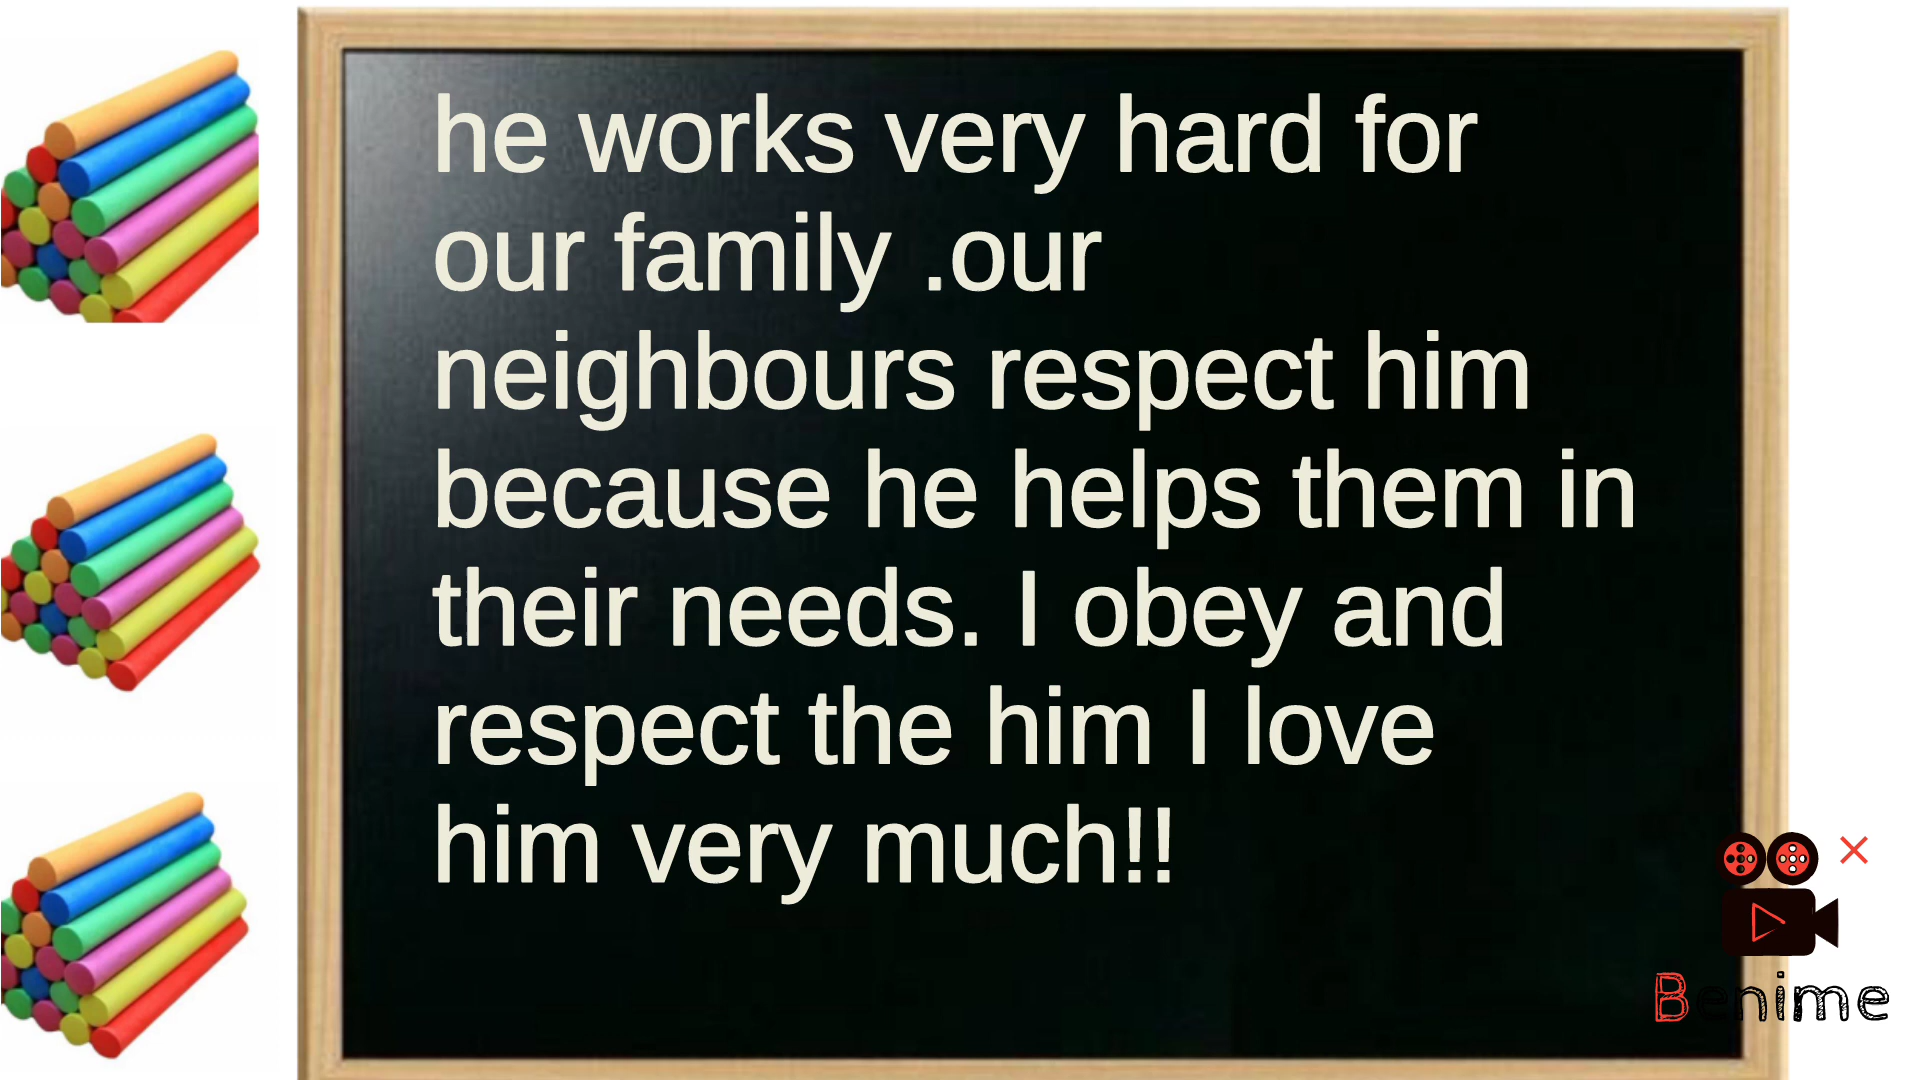 he works very hard for
our family .our
neighbours respect him
because he helps them in
their needs. I obey and
respect the him I love
him very much!!
Benime